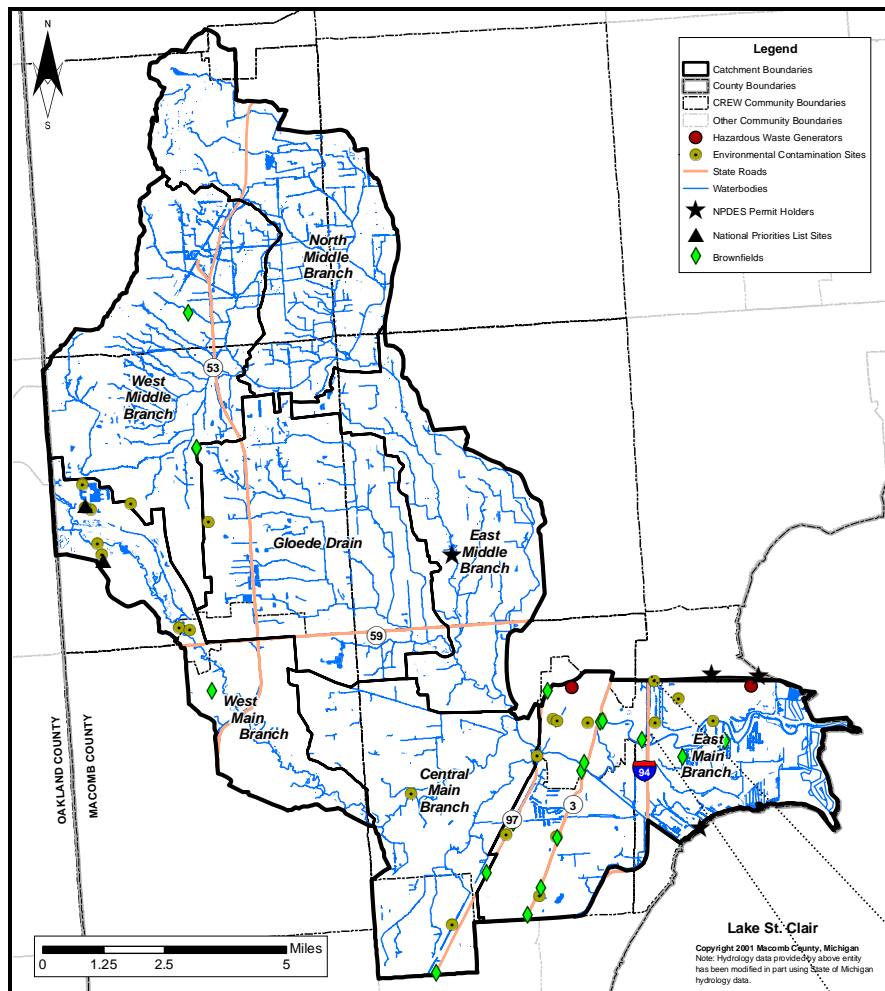 N
S
Legend
Catchment Boundaries
County Boundaries
CREW Community Boundaries
Other Community Boundaries
Hazardous Waste Generators
Environmental Contamination Sites
State Roads
Waterbodies
NPDES Permit Holders
National Priorities List Sites
Brownfields
North
Middle
Branch
53
West
Middle
Branch
Gloede Drain
East
Middle
Branch
59
West
Main
Branch
OAKLAND COUNTY
MACOMB COUNTY
East
Main
Branch
94
Central
Main
Branch
3
97
Lake St. Clair
Miles
0
1.25
2.5
5
Copyright 2001 Macomb County, Michigan
Note: Hydrology data provided by above entity
has been modified in part using State of Michigan
hydrology data.